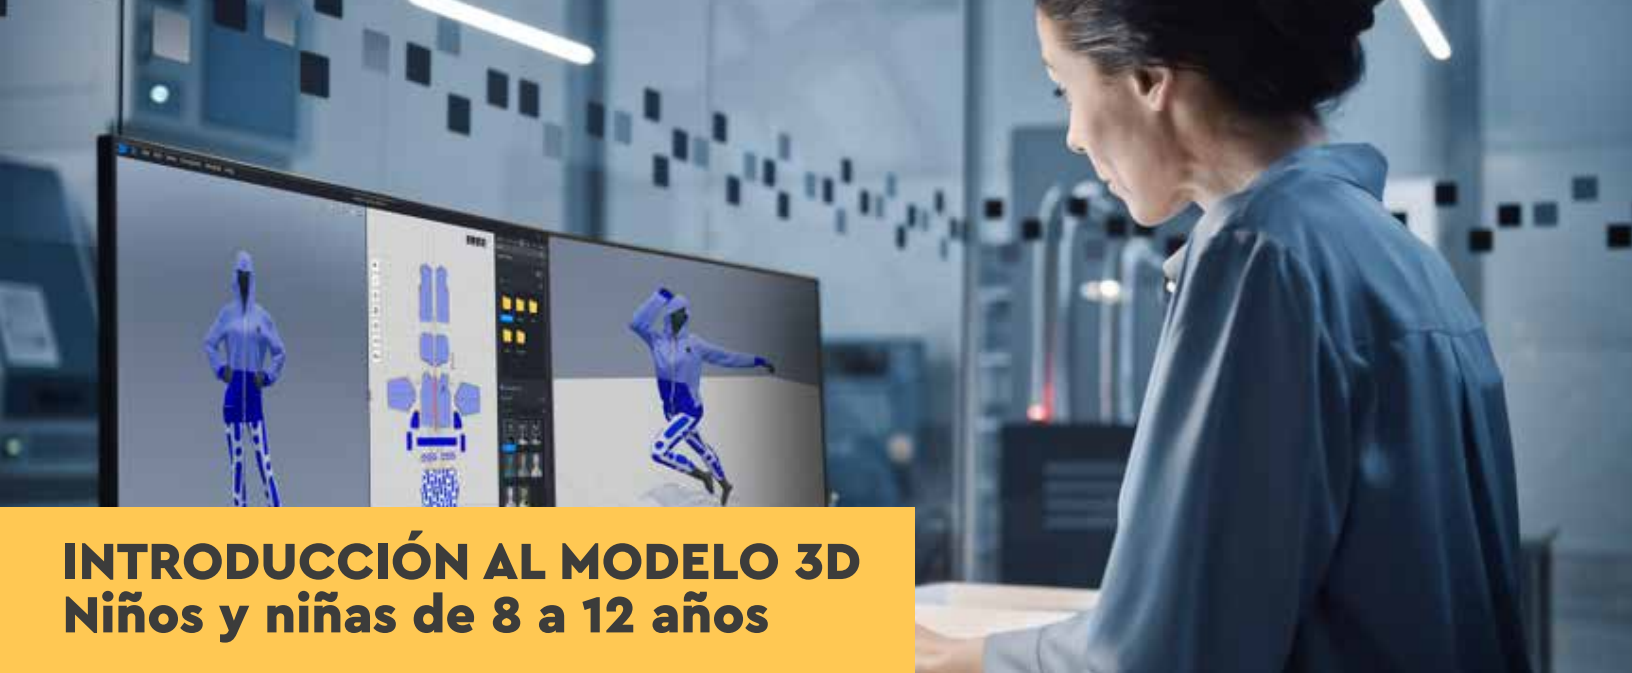 INTRODUCCIÓN AL MODELO 3D
Niños y niñas de 8 a 12 años